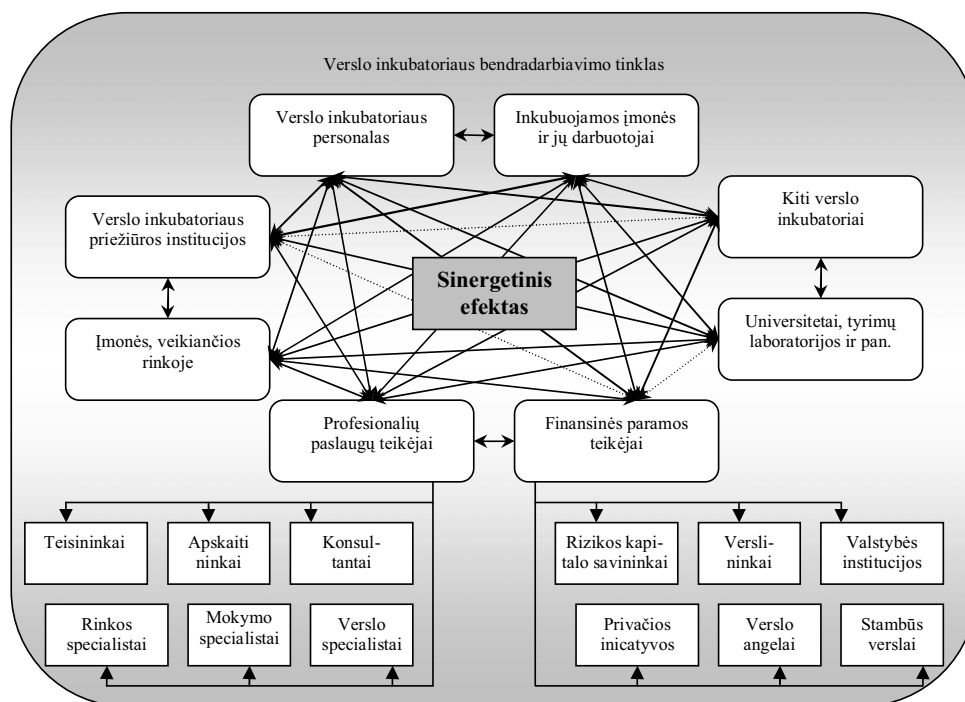 Verslo inkubatoriaus bendradarbiavimo tinklas
Verslo inkubatoriaus
personalas
Inkubuojamos įmonės
ir jų darbuotojai
Verslo inkubatoriaus
priežiūros institucijos
Kiti verslo
inkubatoriai
Sinergetinis
efektas
Įmonės, veikiančios
rinkoje
Universitetai, tyrimų
laboratorijos ir pan.
Profesionalių
paslaugų teikėjai
Finansinės paramos
teikėjai
Teisininkai
Apskaiti
ninkai
Konsul-
tantai
Rizikos kapi-
talo savininkai
Versli-
ninkai
Valstybės
institucijos
Rinkos
specialistai
Mokymo
specialistai
Verslo
specialistai
Privačios
inicatyvos
Verslo
angelai
Stambūs
verslai